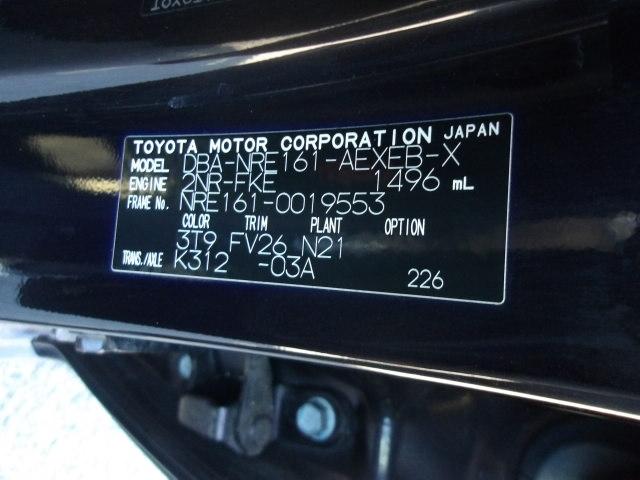 TOYOTA MOTOR CORPORATION JAPAN
MODEL DBA-NRE161-AEXEB-X
ENGINE 2NR-FKE 1496 mL
FRAME No. NRE161-0019553
COLOR TRIM PLANT OPTION
3T9 FV26 N21
TRANS./AXLE K312 -03A
226